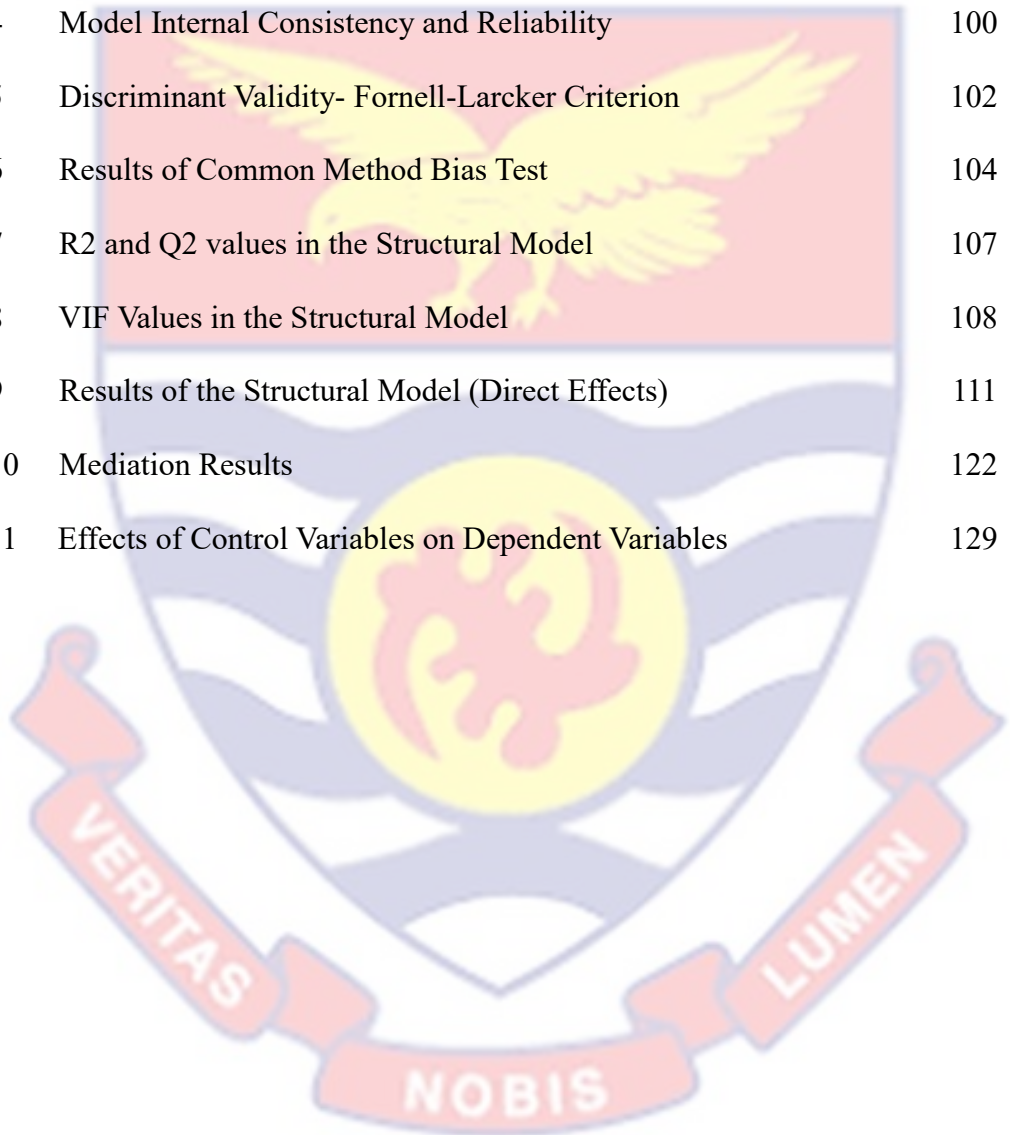 Model Internal Consistency and Reliability 100
Discriminant Validity- Fornell-Larcker Criterion 102
Results of Common Method Bias Test 104
R2 and Q2 values in the Structural Model 107
VIF Values in the Structural Model 108
Results of the Structural Model (Direct Effects) 111
0 Mediation Results 122
1 Effects of Control Variables on Dependent Variables 129
VERITAS
NOBIS
LUMEN